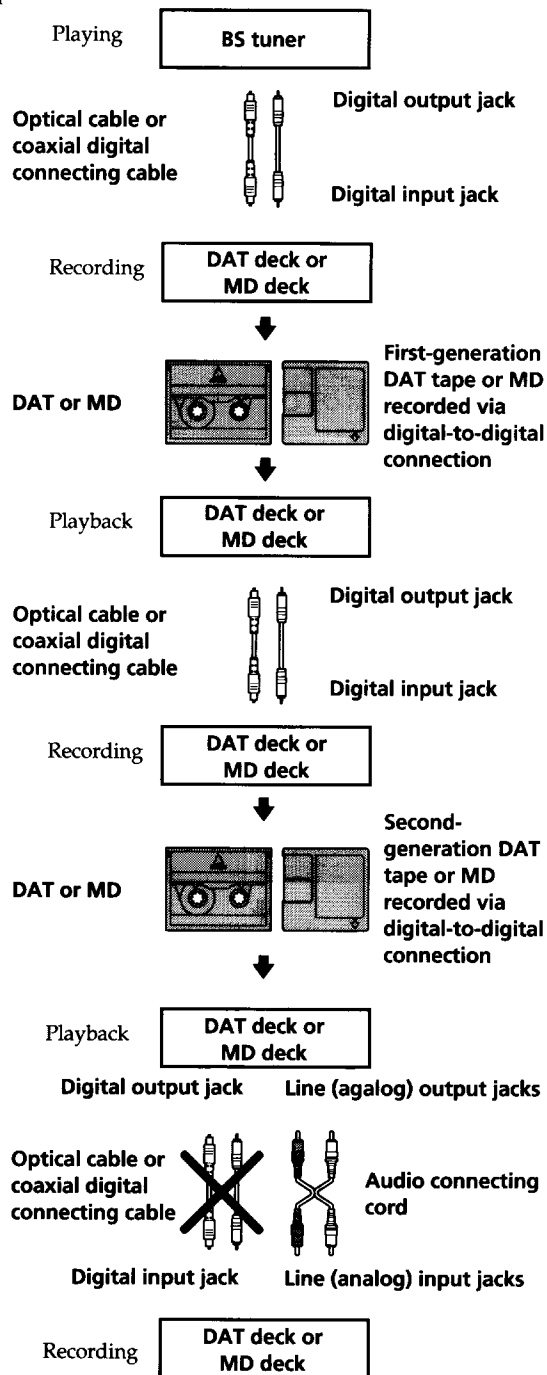 Playing
BS tuner
Optical cable or
coaxial digital
connecting cable
Digital output jack
Digital input jack
Recording
DAT deck or
MD deck
DAT or MD
First-generation
DAT tape or MD
recorded via
digital-to-digital
connection
Playback
DAT deck or
MD deck
Optical cable or
coaxial digital
connecting cable
Digital output jack
Digital input jack
Recording
DAT deck or
MD deck
DAT or MD
Second-
generation DAT
tape or MD
recorded via
digital-to-digital
connection
Playback
DAT deck or
MD deck
Digital output jack
Line (agalog) output jacks
Optical cable or
coaxial digital
connecting cable
Audio connecting
cord
Digital input jack
Line (analog) input jacks
Recording
DAT deck or
MD deck